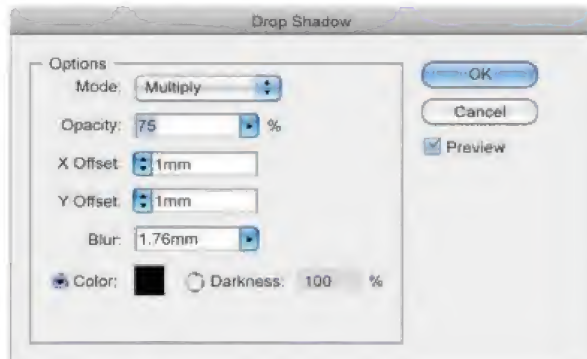 Drop Shadow
Options
Mode: Multiply
Opacity: 75 %
X Offset: 1mm
Y Offset: 1mm
Blur: 1.76mm
Color: Darkness: 100 %
OK
Cancel
Preview